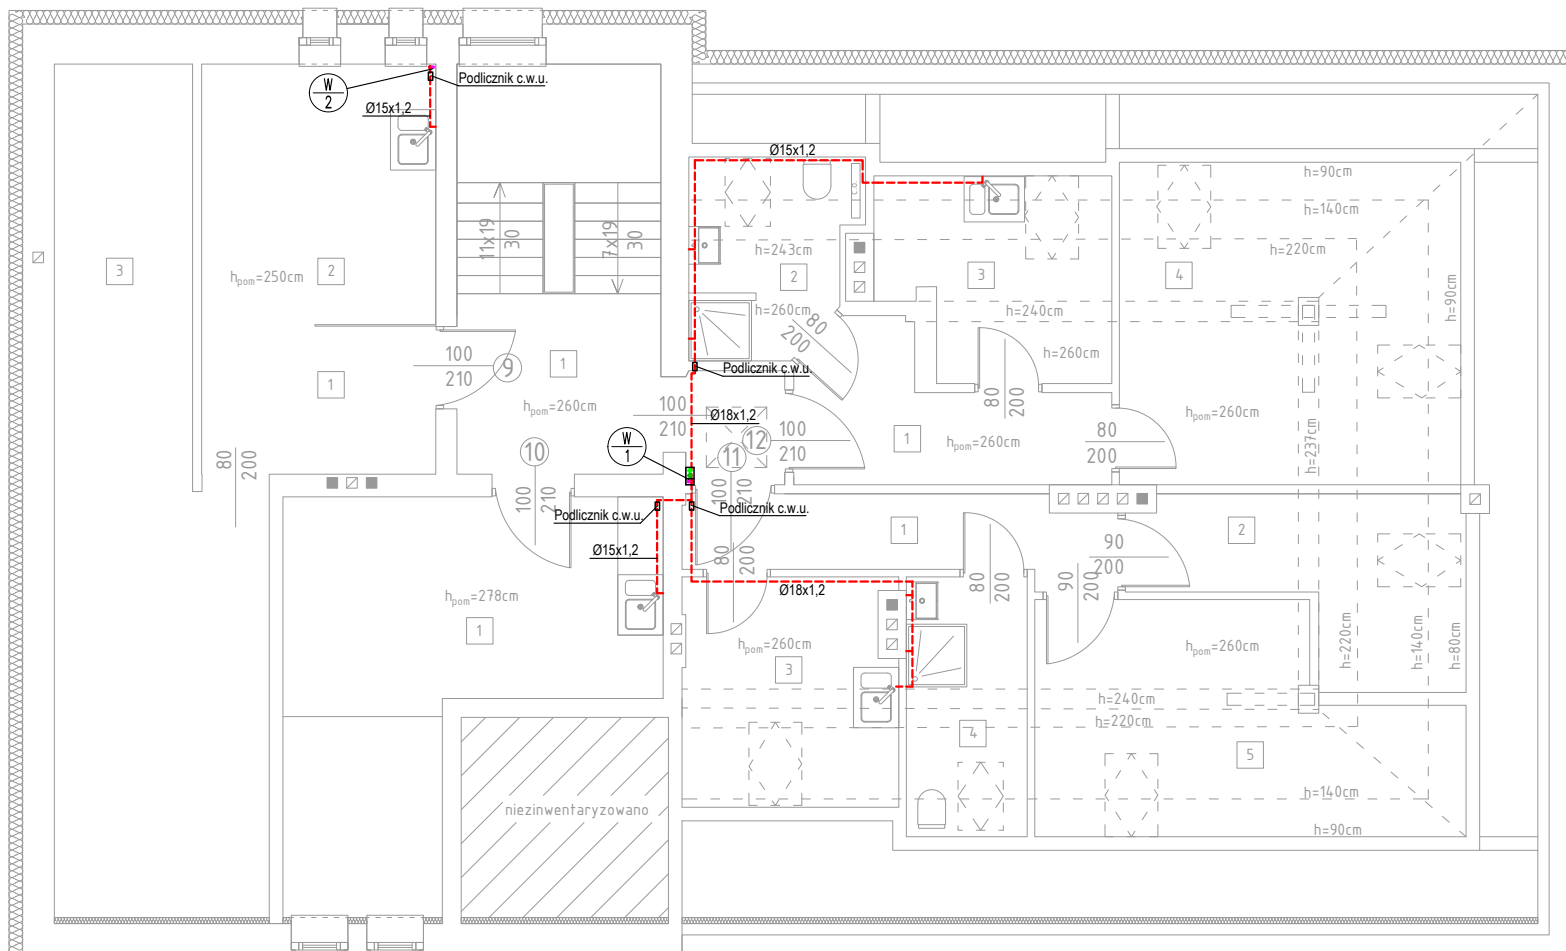 W
2
Podlicznik c.w.u.
Ø15x1,2
Ø15x1,2
h=90cm
h=140cm
h=220cm
11x19
30
7x19
30
h=243cm
c.o.
3
2
h_pom=250cm
2
3
4
h=90cm
h=260cm
h=240cm
80
200
h=260cm
100
210
9
1
1
Podlicznik c.w.u.
80
200
h_pom=260cm
100
210
Ø18x1,2
h_pom=260cm
W
1
10
12
11
100
210
1
h_pom=260cm
80
200
h=237cm
80
200
100
210
100
210
Podlicznik c.w.u.
Podlicznik c.w.u.
1
2
Ø15x1,2
80
200
80
200
90
200
90
200
Ø18x1,2
h_pom=278cm
1
h_pom=260cm
3
h_pom=260cm
h=220cm
h=140cm
h=80cm
h=240cm
h=220cm
4
5
niezinwentaryzowano
h=140cm
h=90cm